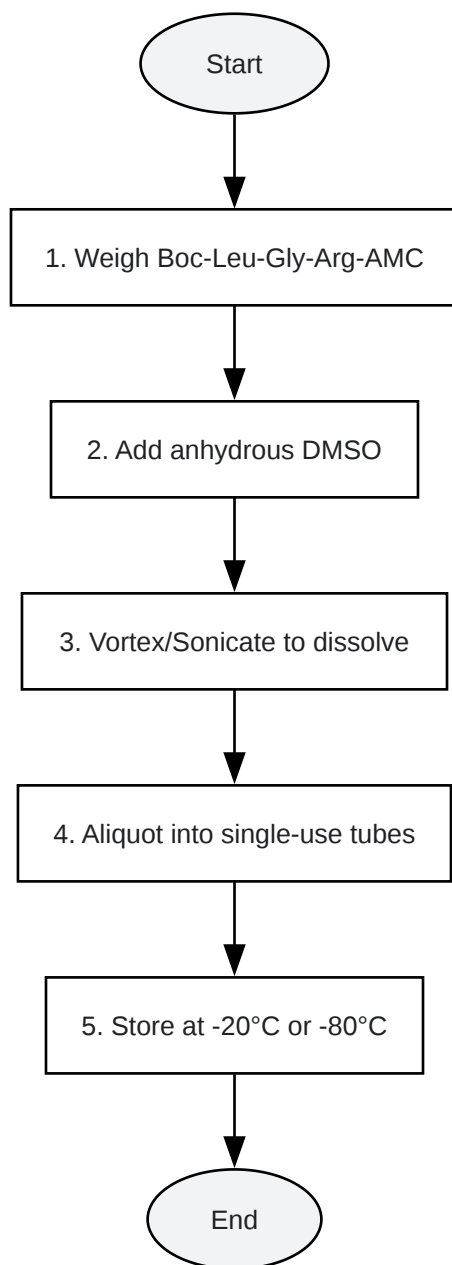 Start
1. Weigh Boc-Leu-Gly-Arg-AMC
2. Add anhydrous DMSO
3. Vortex/Sonicate to dissolve
4. Aliquot into single-use tubes
5. Store at -20°C or -80°C
End